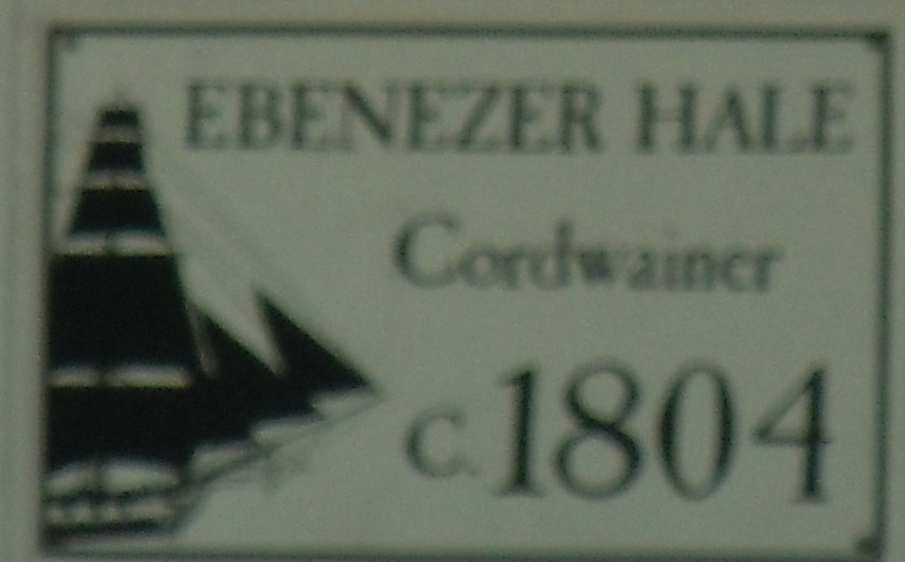 EBENEZER HALE
Cordwainer
C. 1804